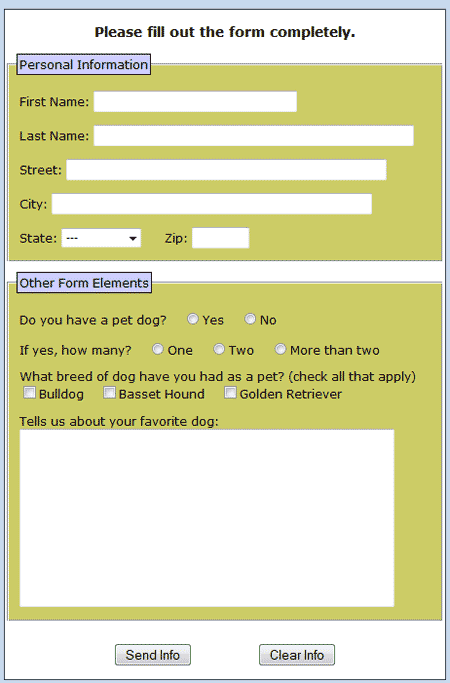 Please fill out the form completely.
Personal Information
First Name:
Last Name:
Street:
City:
State: --- Zip:
Other Form Elements
Do you have a pet dog? Yes No
If yes, how many? One Two More than two
What breed of dog have you had as a pet? (check all that apply)
Bulldog Basset Hound Golden Retriever
Tells us about your favorite dog:
Send Info Clear Info